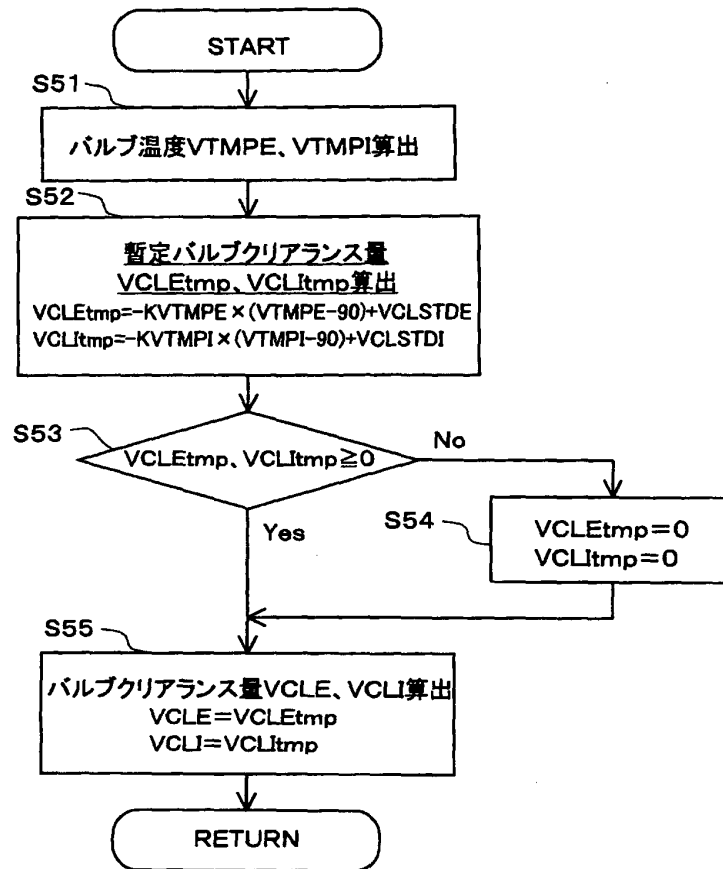 START
S51
バルブ温度VTMPE、VTMPI算出
S52
暫定バルブクリアランス量
VCLEtmp、VCLItmp算出
VCLEtmp=-KVTMPE×(VTMPE-90)+VCLSTDE
VCLItmp=-KVTMPI×(VTMPI-90)+VCLSTDI
S53
VCLEtmp、VCLItmp≧0
No
Yes
S54
VCLEtmp=0
VCLItmp=0
S55
バルブクリアランス量VCLE、VCLI算出
VCLE=VCLEtmp
VCLI=VCLItmp
RETURN